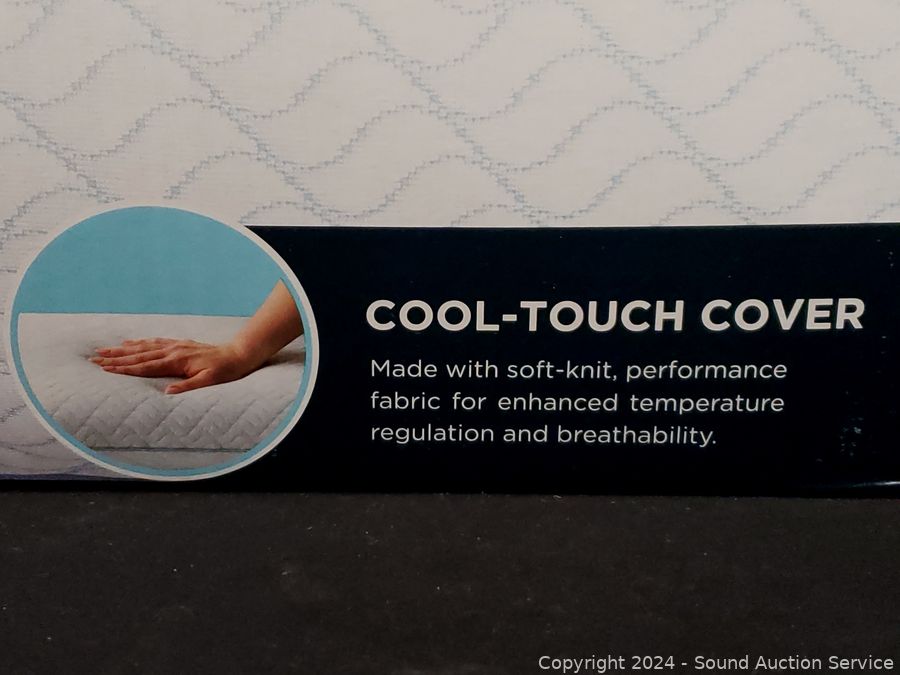 COOL-TOUCH COVER
Made with soft-knit, performance
fabric for enhanced temperature
regulation and breathability.
Copyright 2024 - Sound Auction Service